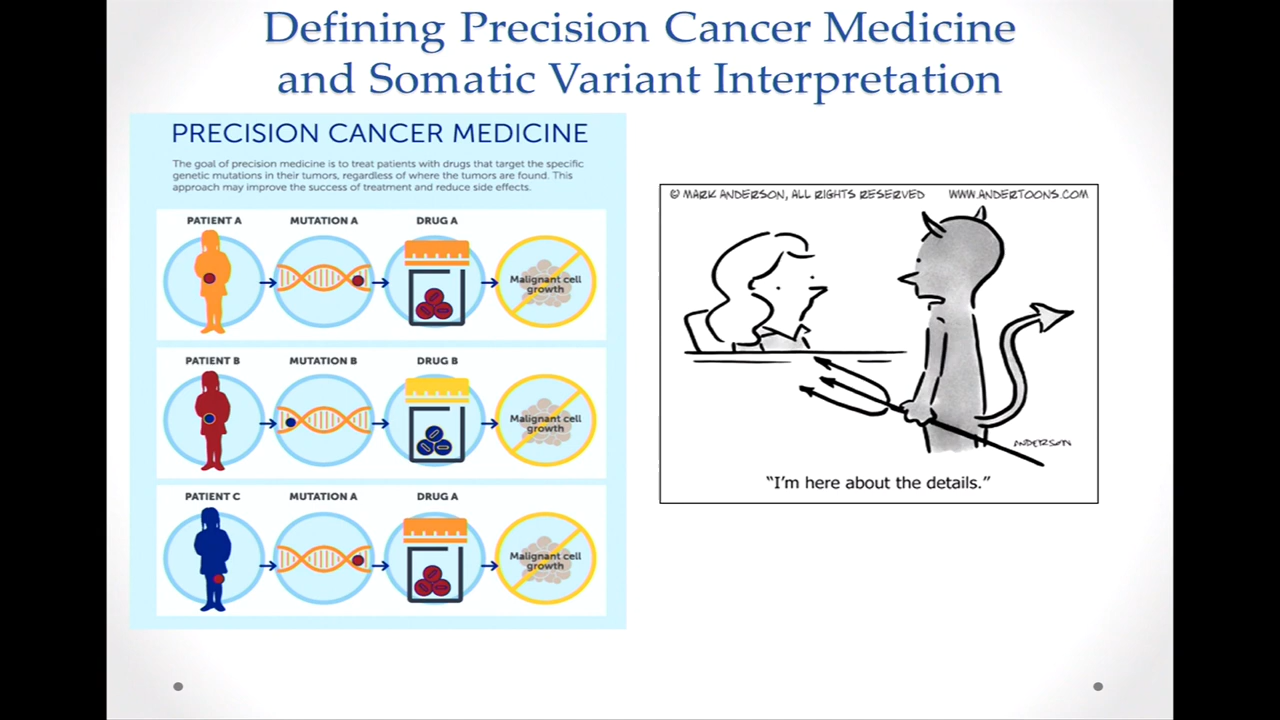 Defining Precision Cancer Medicine
and Somatic Variant Interpretation
PRECISION CANCER MEDICINE
The goal of precision medicine is to treat patients with drugs that target the specific
genetic mutations in their tumors, regardless of where the tumors are found. This
approach may improve the success of treatment and reduce side effects.
PATIENT A MUTATION A DRUG A
Malignant cell
growth
PATIENT B MUTATION B DRUG B
Malignant cell
growth
PATIENT C MUTATION A DRUG A
Malignant cell
growth
© MARK ANDERSON, ALL RIGHTS RESERVED WWW.ANDERTOONS.COM
ANDERSON
“I’m here about the details.”